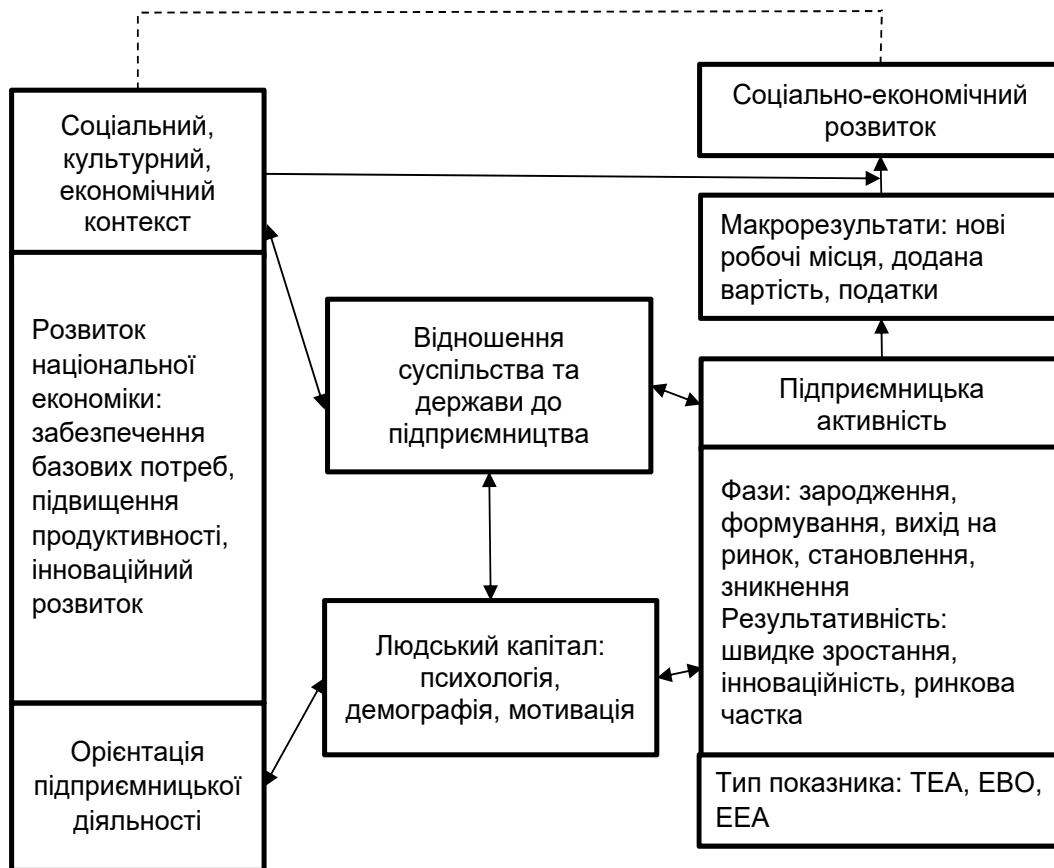 Соціальний,
культурний,
економічний
контекст
Розвиток
національної
економіки:
забезпечення
базових потреб,
підвищення
продуктивності,
інноваційний
розвиток
Орієнтація
підприємницької
діяльності
Відношення
суспільства та
держави до
підприємництва
Людський капітал:
психологія,
демографія, мотивація
Соціально-економічний
розвиток
Макрорезультати: нові
робочі місця, додана
вартість, податки
Підприємницька
активність
Фази: зародження,
формування, вихід на
ринок, становлення,
зникнення
Результативність:
швидке зростання,
інноваційність, ринкова
частка
Тип показника: TEA, EBO,
EEA